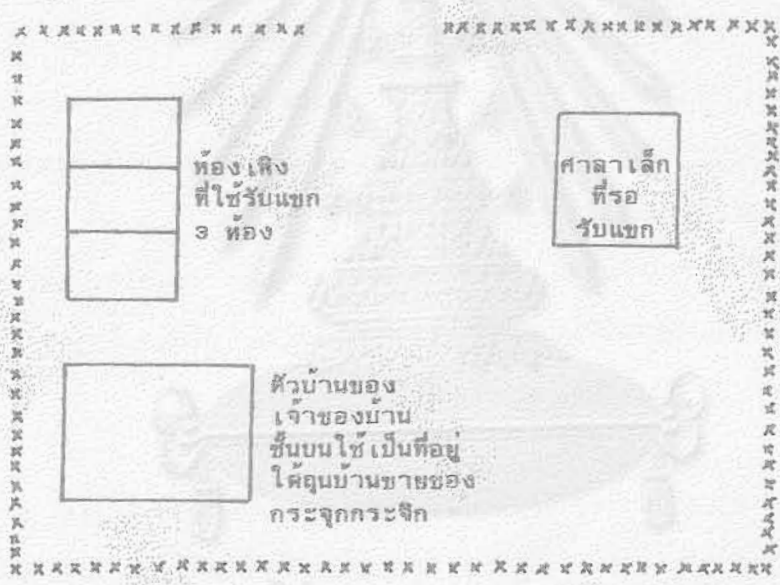 ห้องเพิง
ที่ใช้รับแขก
3 ห้อง
ศาลาเล็ก
ที่รอ
รับแขก
ตัวบ้านของ
เจ้าของบ้าน
ชั้นบนใช้เป็นที่อยู่
ใต้ถุนบ้านขายของ
กระจุกกระจิก